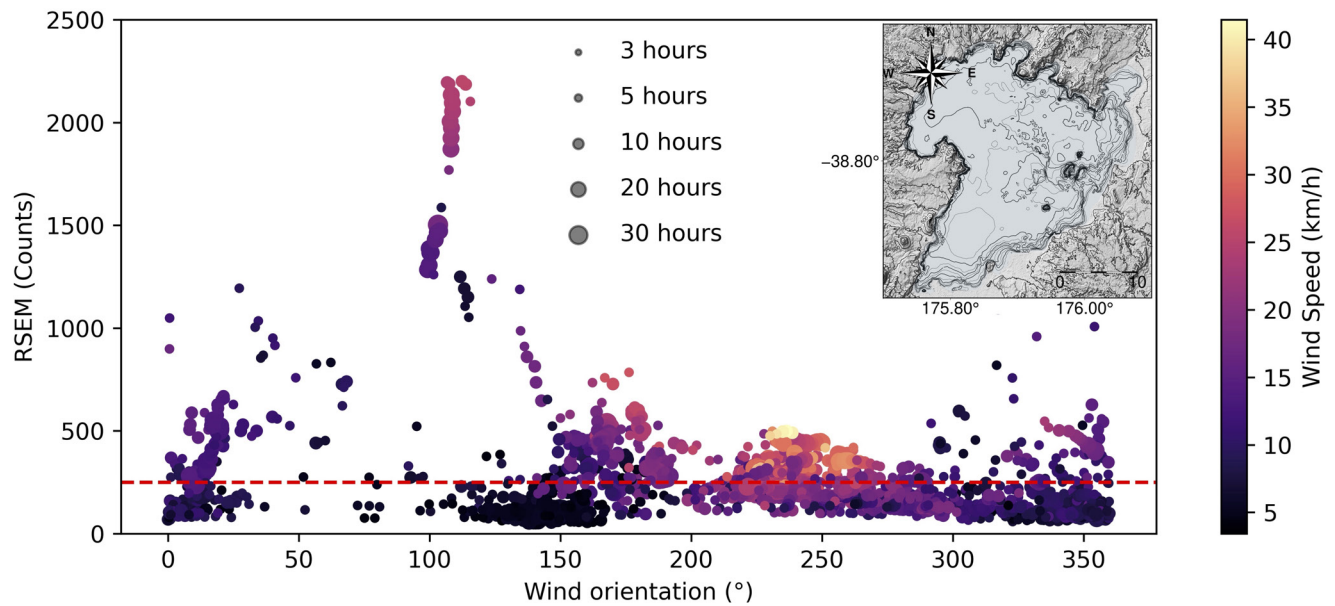 2500
2000
1500
1000
500
0
RSEM (Counts)
0
50
100
150
200
250
300
350
Wind orientation (°)
3 hours
5 hours
10 hours
20 hours
30 hours
N
W
E
S
−38.80°
0
10
175.80°
176.00°
40
35
30
25
20
15
10
5
Wind Speed (km/h)